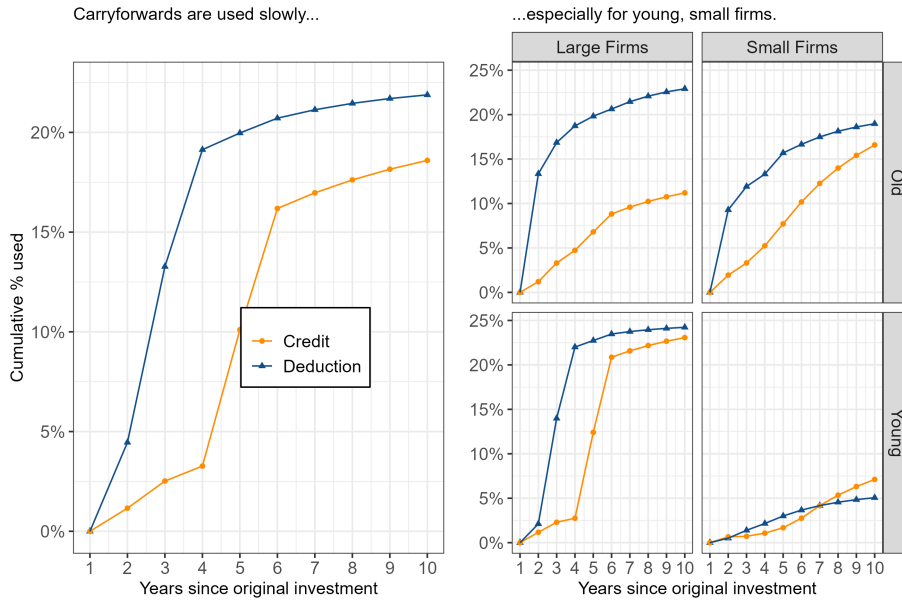 Carryforwards are used slowly...
Cumulative % used
20%
15%
10%
5%
0%
Credit
Deduction
1 2 3 4 5 6 7 8 9 10
Years since original investment
...especially for young, small firms.
Large Firms
Small Firms
25%
20%
15%
10%
5%
0%
Old
25%
20%
15%
10%
5%
0%
Young
1 2 3 4 5 6 7 8 9 10
1 2 3 4 5 6 7 8 9 10
Years since original investment